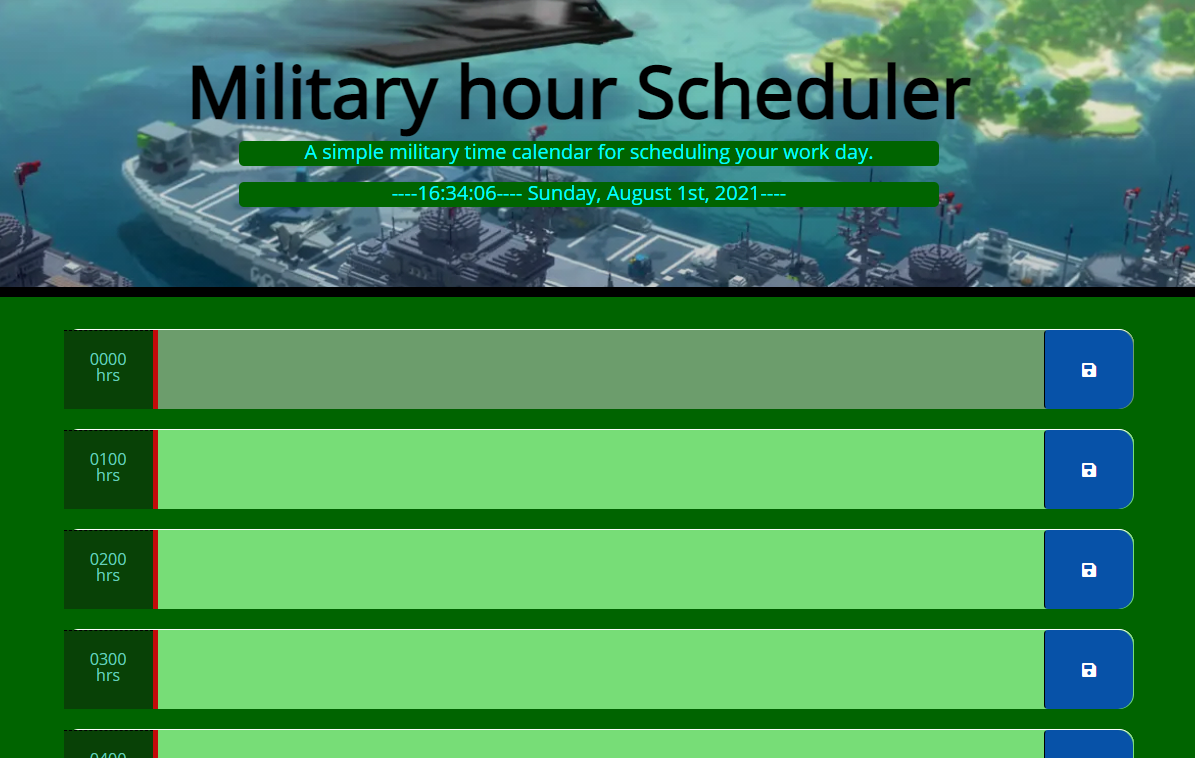 Military hour Scheduler
A simple military time calendar for scheduling your work day.
----16:34:06---- Sunday, August 1st, 2021----
0000
hrs
0100
hrs
0200
hrs
0300
hrs
0400